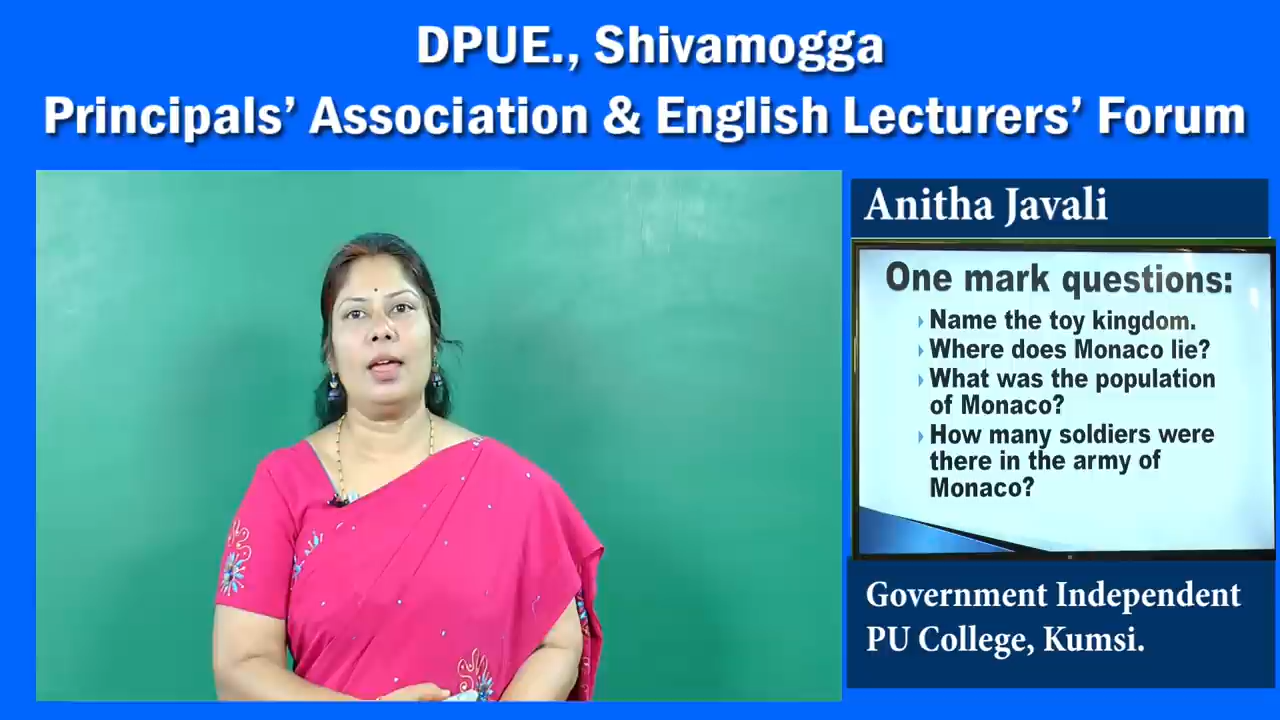 DPUE., Shivamogga
Principals’ Association & English Lecturers’ Forum
Anitha Javali
One mark questions:
Name the toy kingdom.
Where does Monaco lie?
What was the population
of Monaco?
How many soldiers were
there in the army of
Monaco?
Government Independent
PU College, Kumsi.